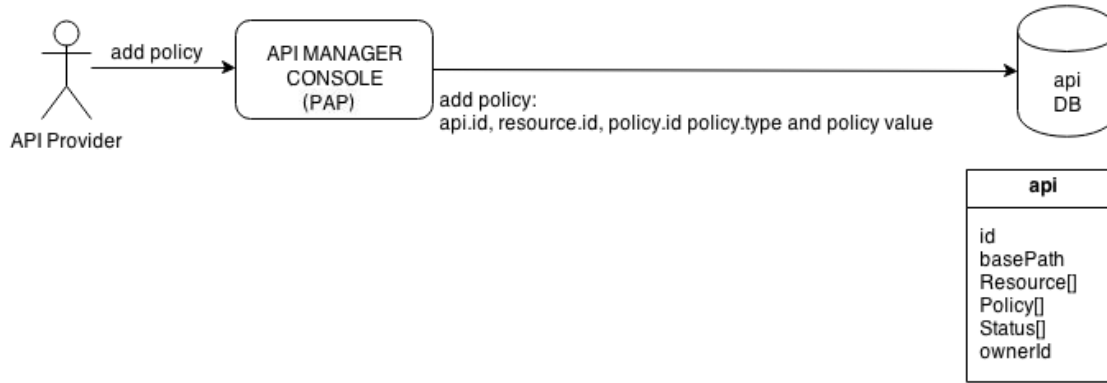 add policy
API MANAGER
CONSOLE
(PAP)
API Provider
add policy:
api.id, resource.id, policy.id policy.type and policy value
api
DB
api
id
basePath
Resource[]
Policy[]
Status[]
ownerId